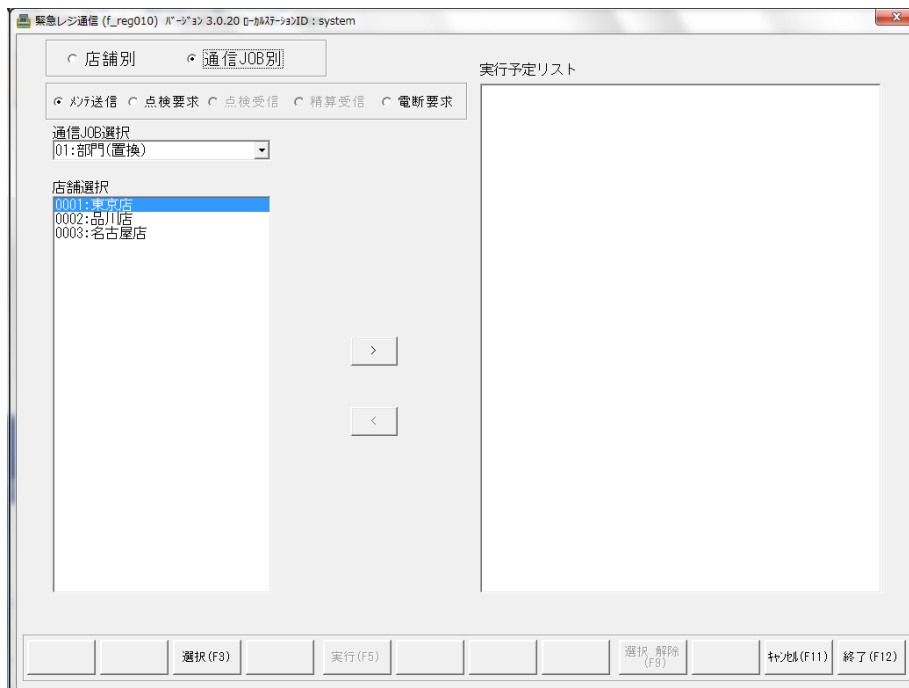 緊急レジ通信 (f_reg010) ﾊﾞｰｼﾞｮﾝ 3.0.20 ﾛｰｶﾙｽﾃｰｼｮﾝID : system
店舗別 通信JOB別
実行予定リスト
ﾒﾝﾃ送信 点検要求 点検受信 精算受信 電断要求
通信JOB選択
01:部門(置換)
店舗選択
0001:東京店
0002:品川店
0003:名古屋店
>
<
選択(F3) 実行(F5) 選択 解除(F9) ｷｬﾝｾﾙ(F11) 終了(F12)